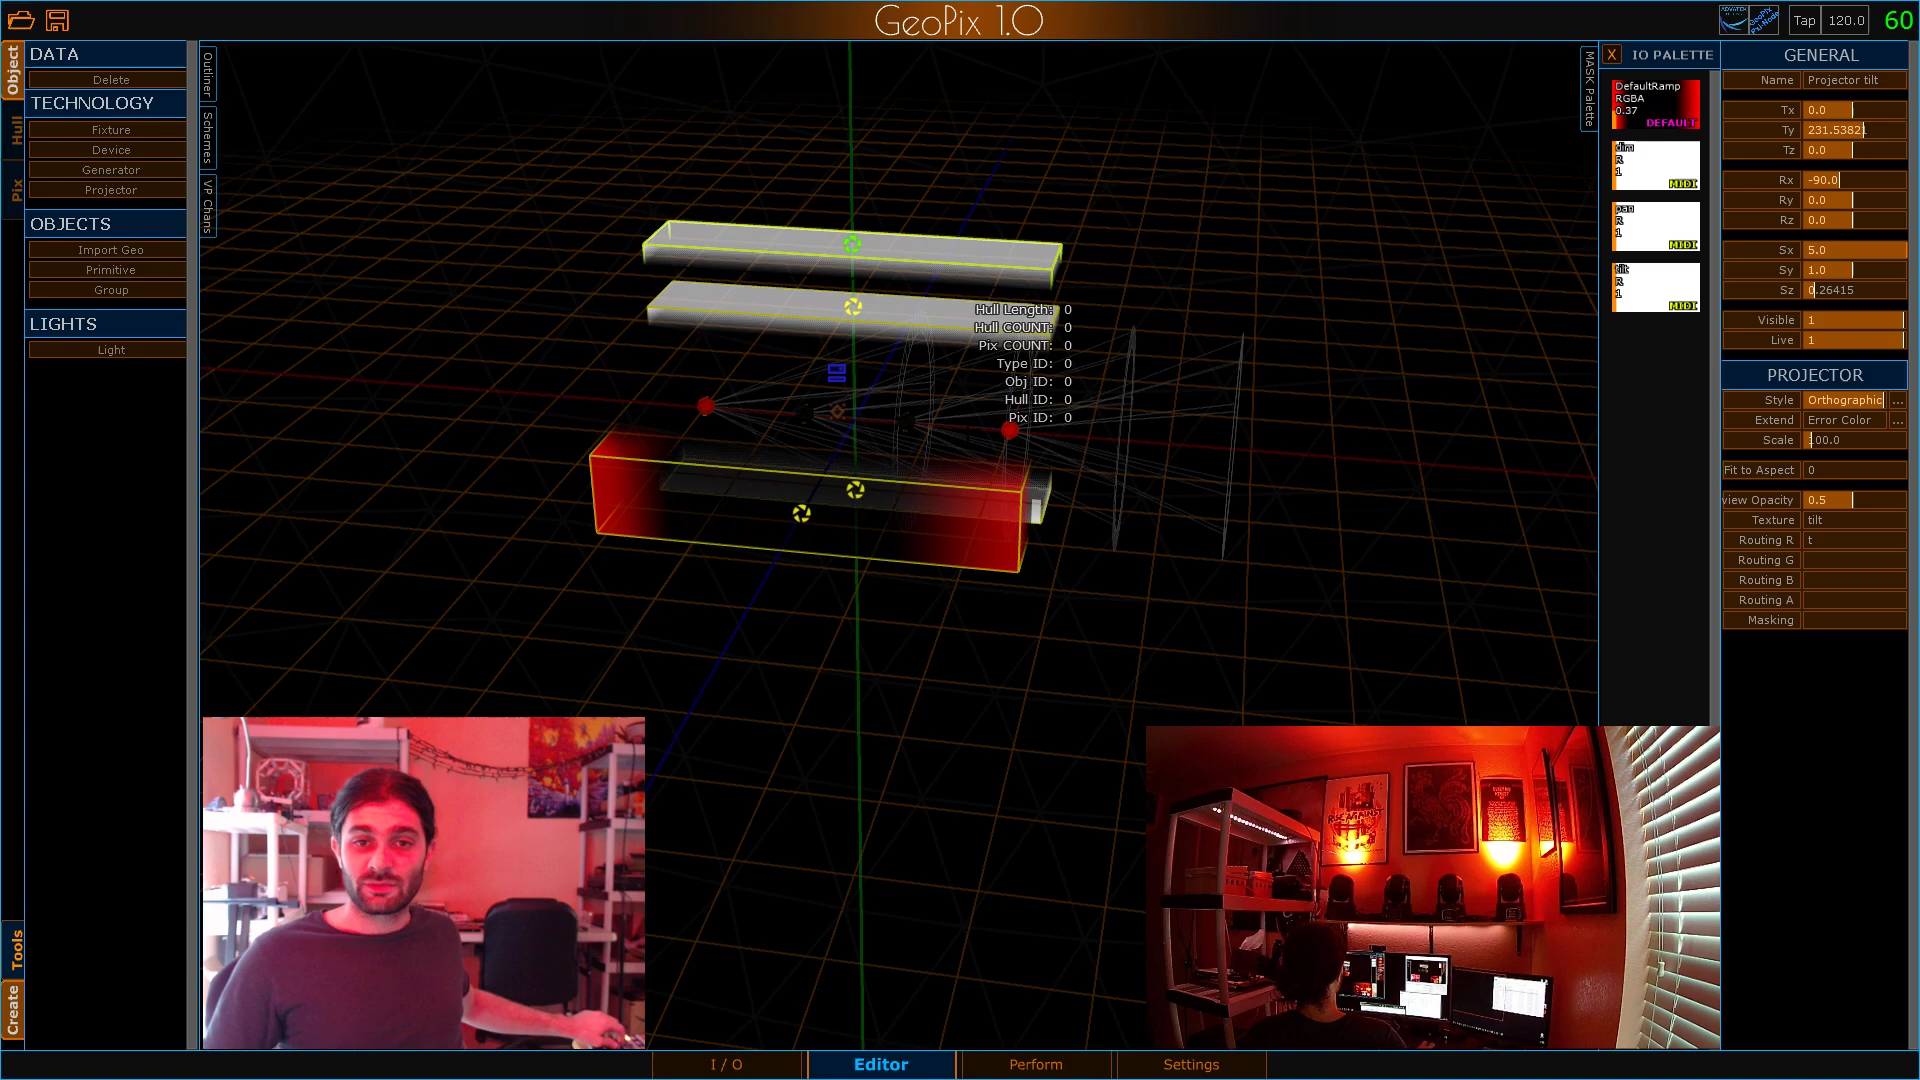 GeoPix 1.0
Tap
120.0
60
Object
Hull
Pix
Tools
Create
DATA
Delete
TECHNOLOGY
Fixture
Device
Generator
Projector
OBJECTS
Import Geo
Primitive
Group
LIGHTS
Light
Outliner
Schemes
VP Chans
Hull Length: 0
Hull COUNT: 0
Pix COUNT: 0
Type ID: 0
Obj ID: 0
Hull ID: 0
Pix ID: 0
MASK Palette
X IO PALETTE
DefaultRamp
RGBA
0.37
DEFAULT
dim
R
1
MIDI
pan
R
1
MIDI
tilt
R
1
MIDI
GENERAL
Name Projector tilt
Tx 0.0
Ty 231.53821
Tz 0.0
Rx -90.0
Ry 0.0
Rz 0.0
Sx 5.0
Sy 1.0
Sz 0.26415
Visible 1
Live 1
PROJECTOR
Style Orthographic ...
Extend Error Color ...
Scale 100.0
Fit to Aspect 0
view Opacity 0.5
Texture tilt
Routing R t
Routing G
Routing B
Routing A
Masking
I / O
Editor
Perform
Settings